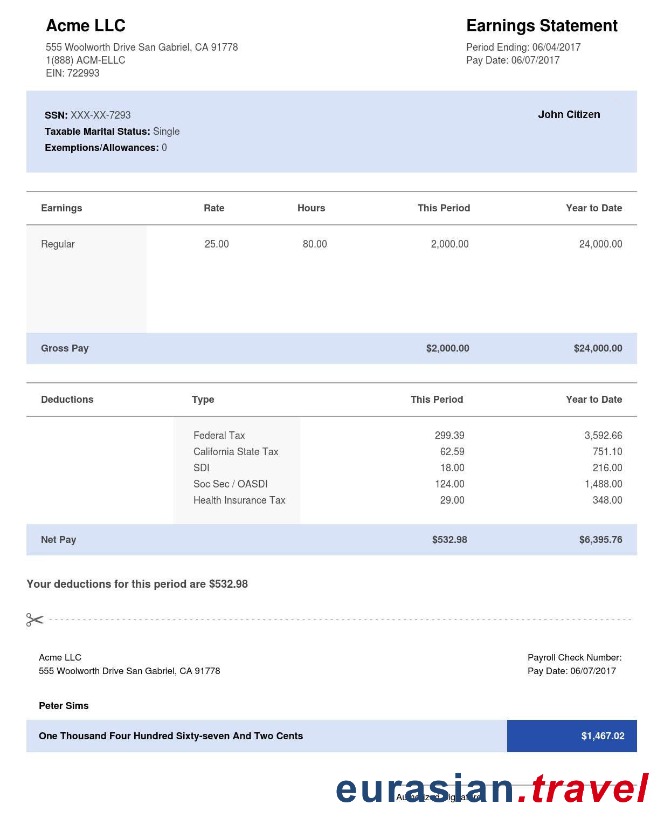 Acme LLC
Earnings Statement
555 Woolworth Drive San Gabriel, CA 91778
1(888) ACM-ELLC
EIN: 722993
Period Ending: 06/04/2017
Pay Date: 06/07/2017
SSN: XXX-XX-7293
Taxable Marital Status: Single
Exemptions/Allowances: 0
John Citizen
Earnings Rate Hours This Period Year to Date
Regular 25.00 80.00 2,000.00 24,000.00
Gross Pay $2,000.00 $24,000.00
Deductions Type This Period Year to Date
Federal Tax 299.39 3,592.66
California State Tax 62.59 751.10
SDI 18.00 216.00
Soc Sec / OASDI 124.00 1,488.00
Health Insurance Tax 29.00 348.00
Net Pay $532.98 $6,395.76
Your deductions for this period are $532.98
Acme LLC
555 Woolworth Drive San Gabriel, CA 91778
Payroll Check Number:
Pay Date: 06/07/2017
Peter Sims
One Thousand Four Hundred Sixty-seven And Two Cents $1,467.02
eurasian.travel